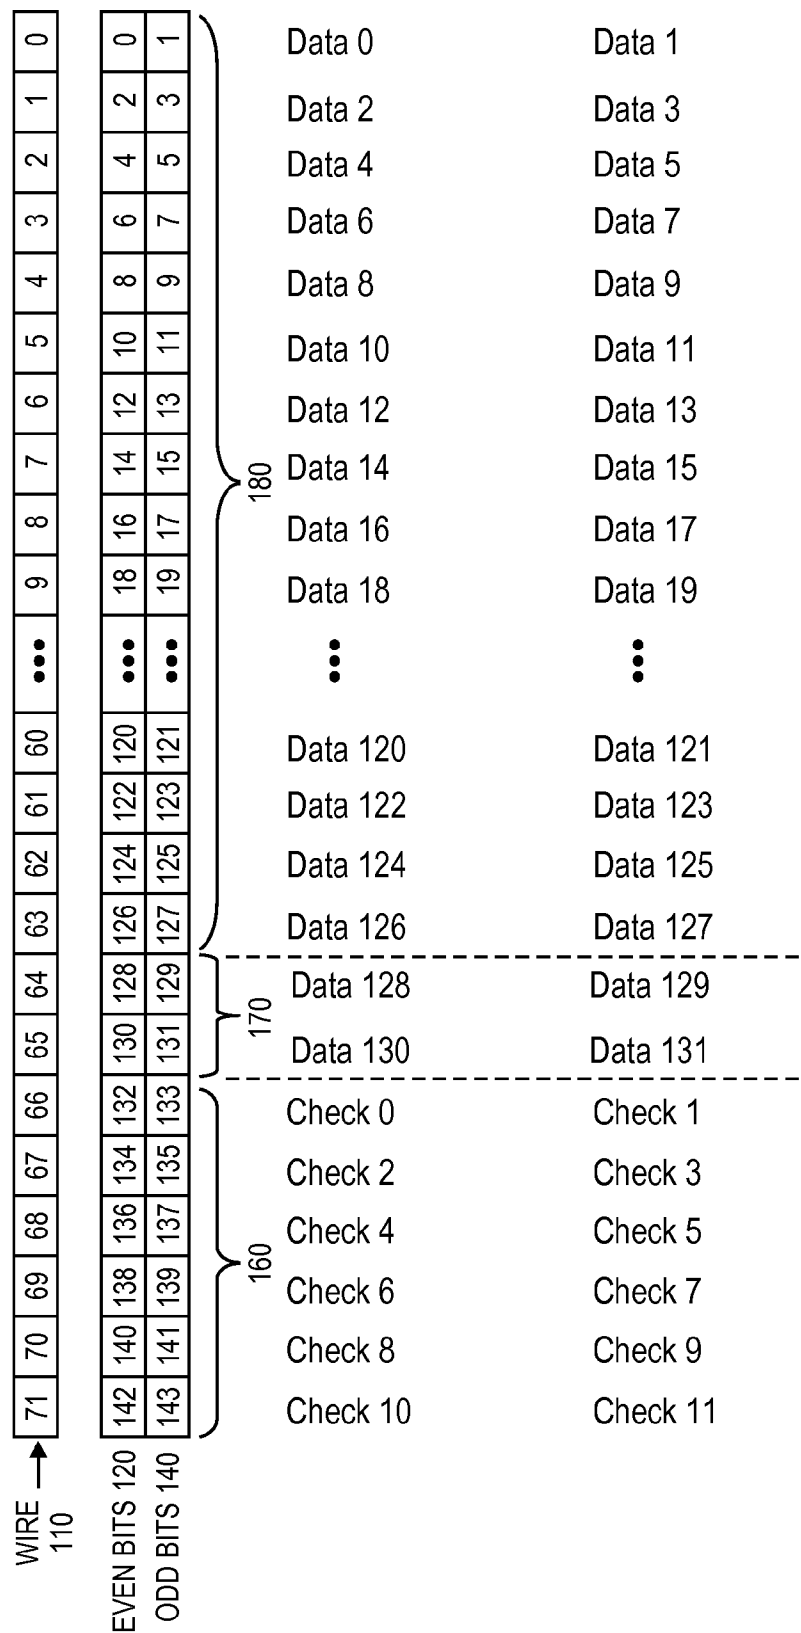 0 0 1 Data 0 Data 1
1 2 3 Data 2 Data 3
2 4 5 Data 4 Data 5
3 6 7 Data 6 Data 7
4 8 9 Data 8 Data 9
5 10 11 Data 10 Data 11
6 12 13 Data 12 Data 13
7 14 15 Data 14 Data 15
180
8 16 17 Data 16 Data 17
9 18 19 Data 18 Data 19
••• ••• ••• ••• •••
60 120 121 Data 120 Data 121
61 122 123 Data 122 Data 123
62 124 125 Data 124 Data 125
63 126 127 Data 126 Data 127
64 128 129 Data 128 Data 129
170
65 130 131 Data 130 Data 131
66 132 133 Check 0 Check 1
67 134 135 Check 2 Check 3
68 136 137 Check 4 Check 5
160
69 138 139 Check 6 Check 7
70 140 141 Check 8 Check 9
71 142 143 Check 10 Check 11
WIRE
110
EVEN BITS 120
ODD BITS 140